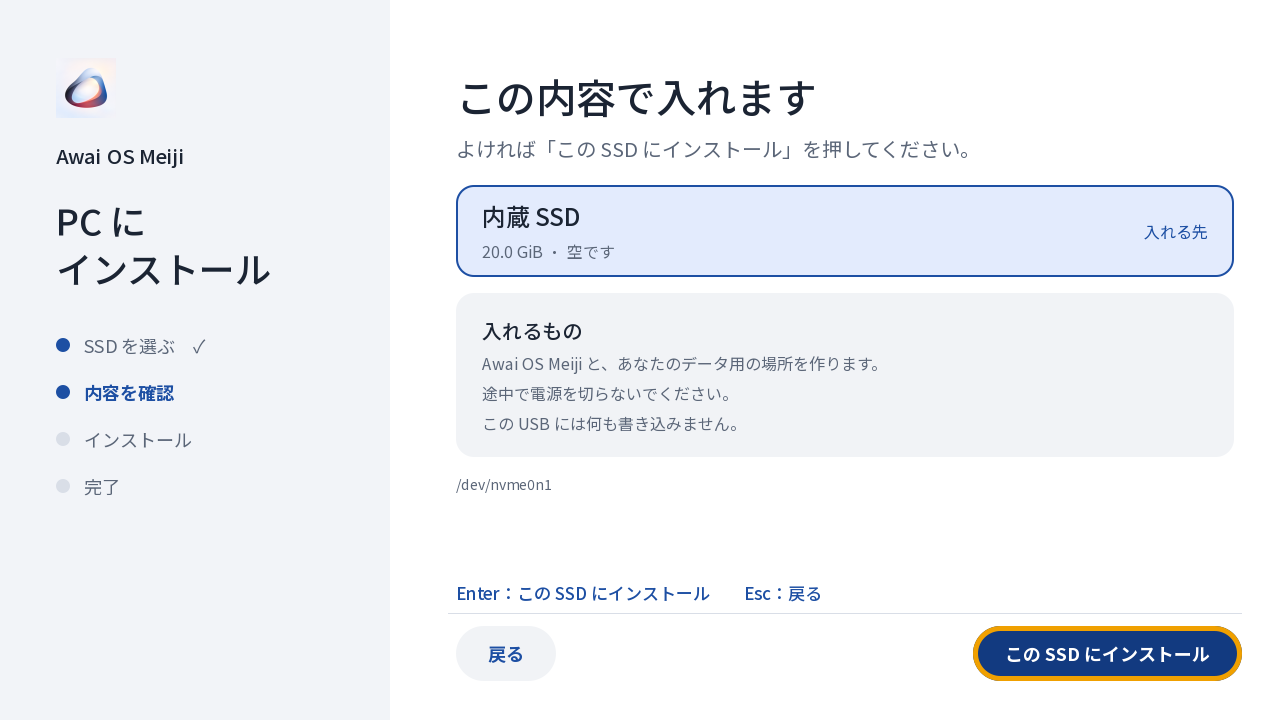 Awai OS Meiji
PC に
インストール
SSD を選ぶ ✓
内容を確認
インストール
完了
この内容で入れます
よければ「この SSD にインストール」を押してください。
内蔵 SSD
20.0 GiB ・ 空です
入れる先
入れるもの
Awai OS Meiji と、あなたのデータ用の場所を作ります。
途中で電源を切らないでください。
この USB には何も書き込みません。
/dev/nvme0n1
Enter：この SSD にインストール Esc：戻る
戻る
この SSD にインストール